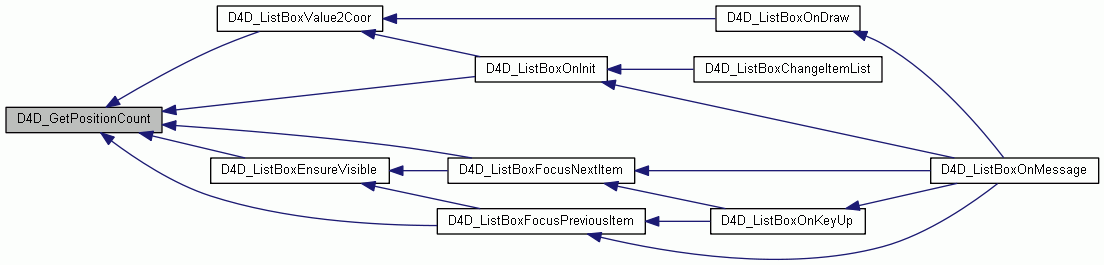 D4D_ListBoxValue2Coor
D4D_ListBoxOnDraw
D4D_ListBoxOnInit
D4D_ListBoxChangeItemList
D4D_GetPositionCount
D4D_ListBoxEnsureVisible
D4D_ListBoxFocusNextItem
D4D_ListBoxOnMessage
D4D_ListBoxFocusPreviousItem
D4D_ListBoxOnKeyUp